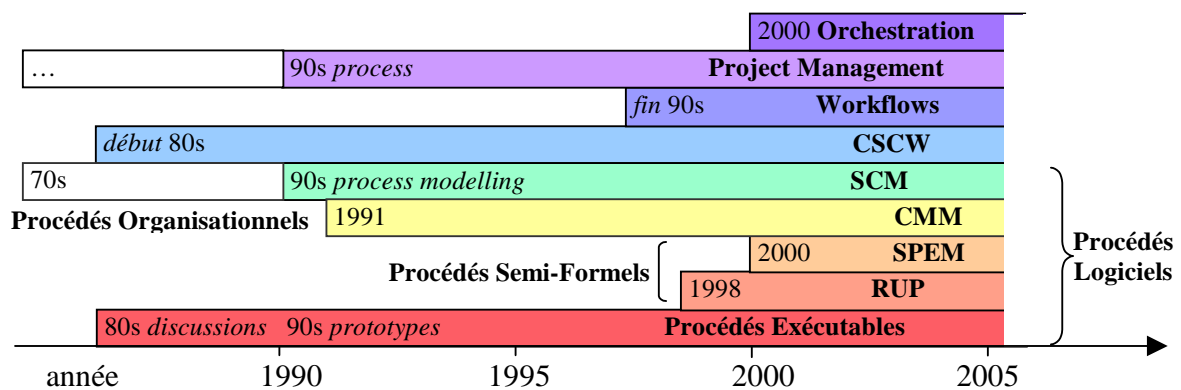 2000 Orchestration
… 90s process Project Management
fin 90s Workflows
début 80s CSCW
70s 90s process modelling SCM
Procédés Organisationnels 1991 CMM
Procédés Semi-Formels 2000 SPEM
1998 RUP
Procédés Logiciels
80s discussions 90s prototypes Procédés Exécutables
année 1990 1995 2000 2005